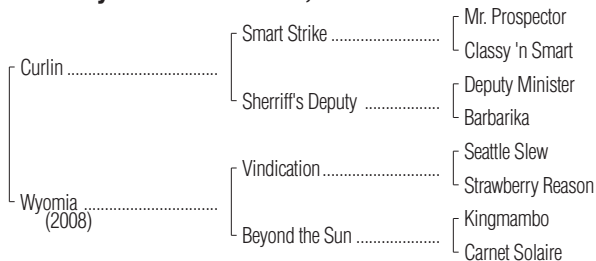 Mr. Prospector
Smart Strike ........................
Classy 'n Smart
Curlin .................................
Deputy Minister
Sherriff's Deputy ................
Barbarika
Seattle Slew
Vindication..........................
Strawberry Reason
Wyomia .............................
(2008)
Kingmambo
Beyond the Sun ..................
Carnet Solaire